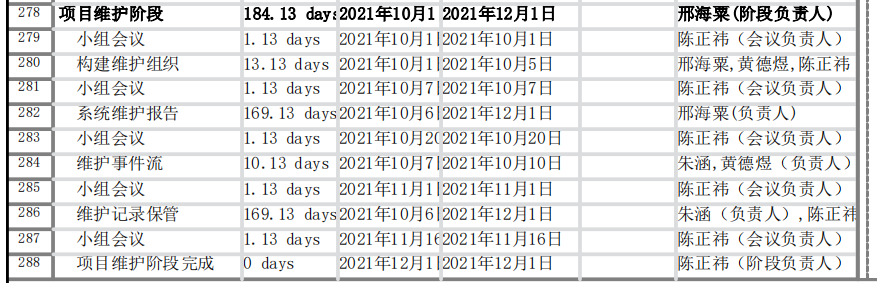 278 项目维护阶段 184.13 days 2021年10月1 2021年12月1日 邢海粟(阶段负责人)
279 小组会议 1.13 days 2021年10月1日 2021年10月1日 陈正祎（会议负责人）
280 构建维护组织 13.13 days 2021年10月1日 2021年10月5日 邢海粟,黄德煜,陈正祎
281 小组会议 1.13 days 2021年10月7日 2021年10月7日 陈正祎（会议负责人）
282 系统维护报告 169.13 days 2021年10月6日 2021年12月1日 邢海粟(负责人)
283 小组会议 1.13 days 2021年10月20 2021年10月20日 陈正祎（会议负责人）
284 维护事件流 10.13 days 2021年10月7日 2021年10月10日 朱涵,黄德煜（负责人）
285 小组会议 1.13 days 2021年11月1日 2021年11月1日 陈正祎（会议负责人）
286 维护记录保管 169.13 days 2021年10月6日 2021年12月1日 朱涵（负责人）,陈正祎
287 小组会议 1.13 days 2021年11月16 2021年11月16日 陈正祎（会议负责人）
288 项目维护阶段完成 0 days 2021年12月1日 2021年12月1日 陈正祎（阶段负责人）